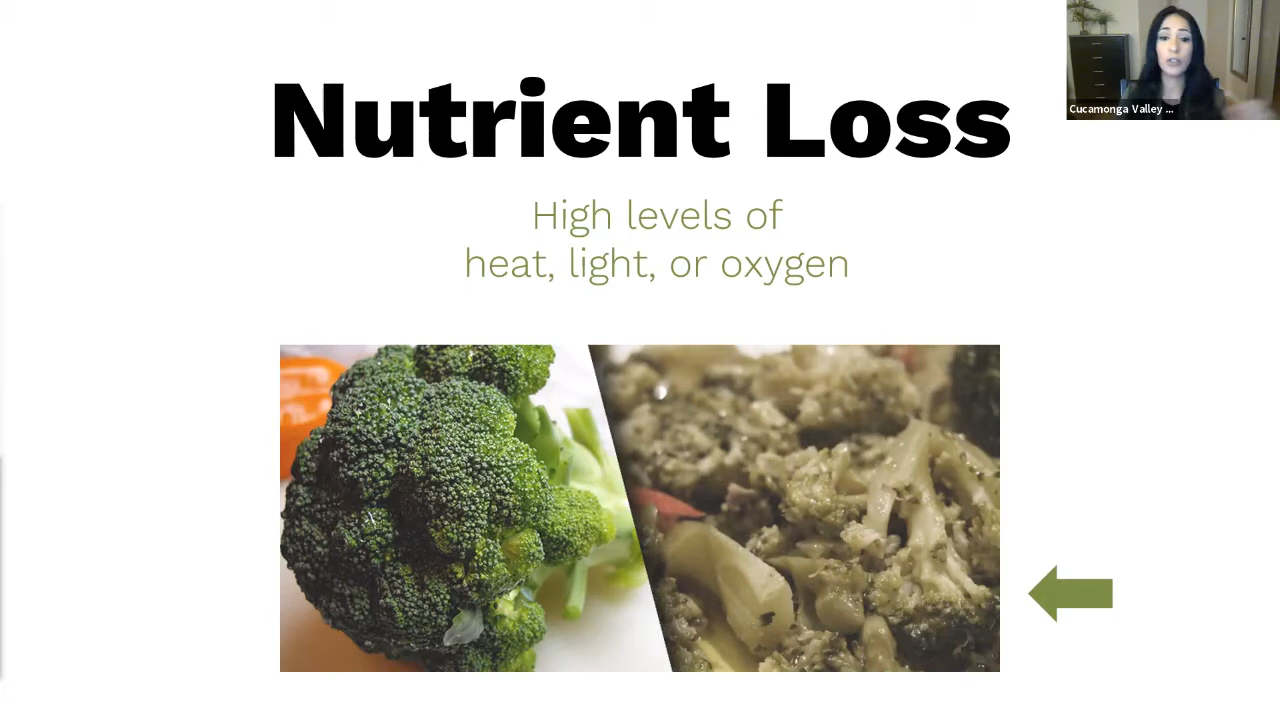 Nutrient Loss
High levels of
heat, light, or oxygen
Cucamonga Valley ...